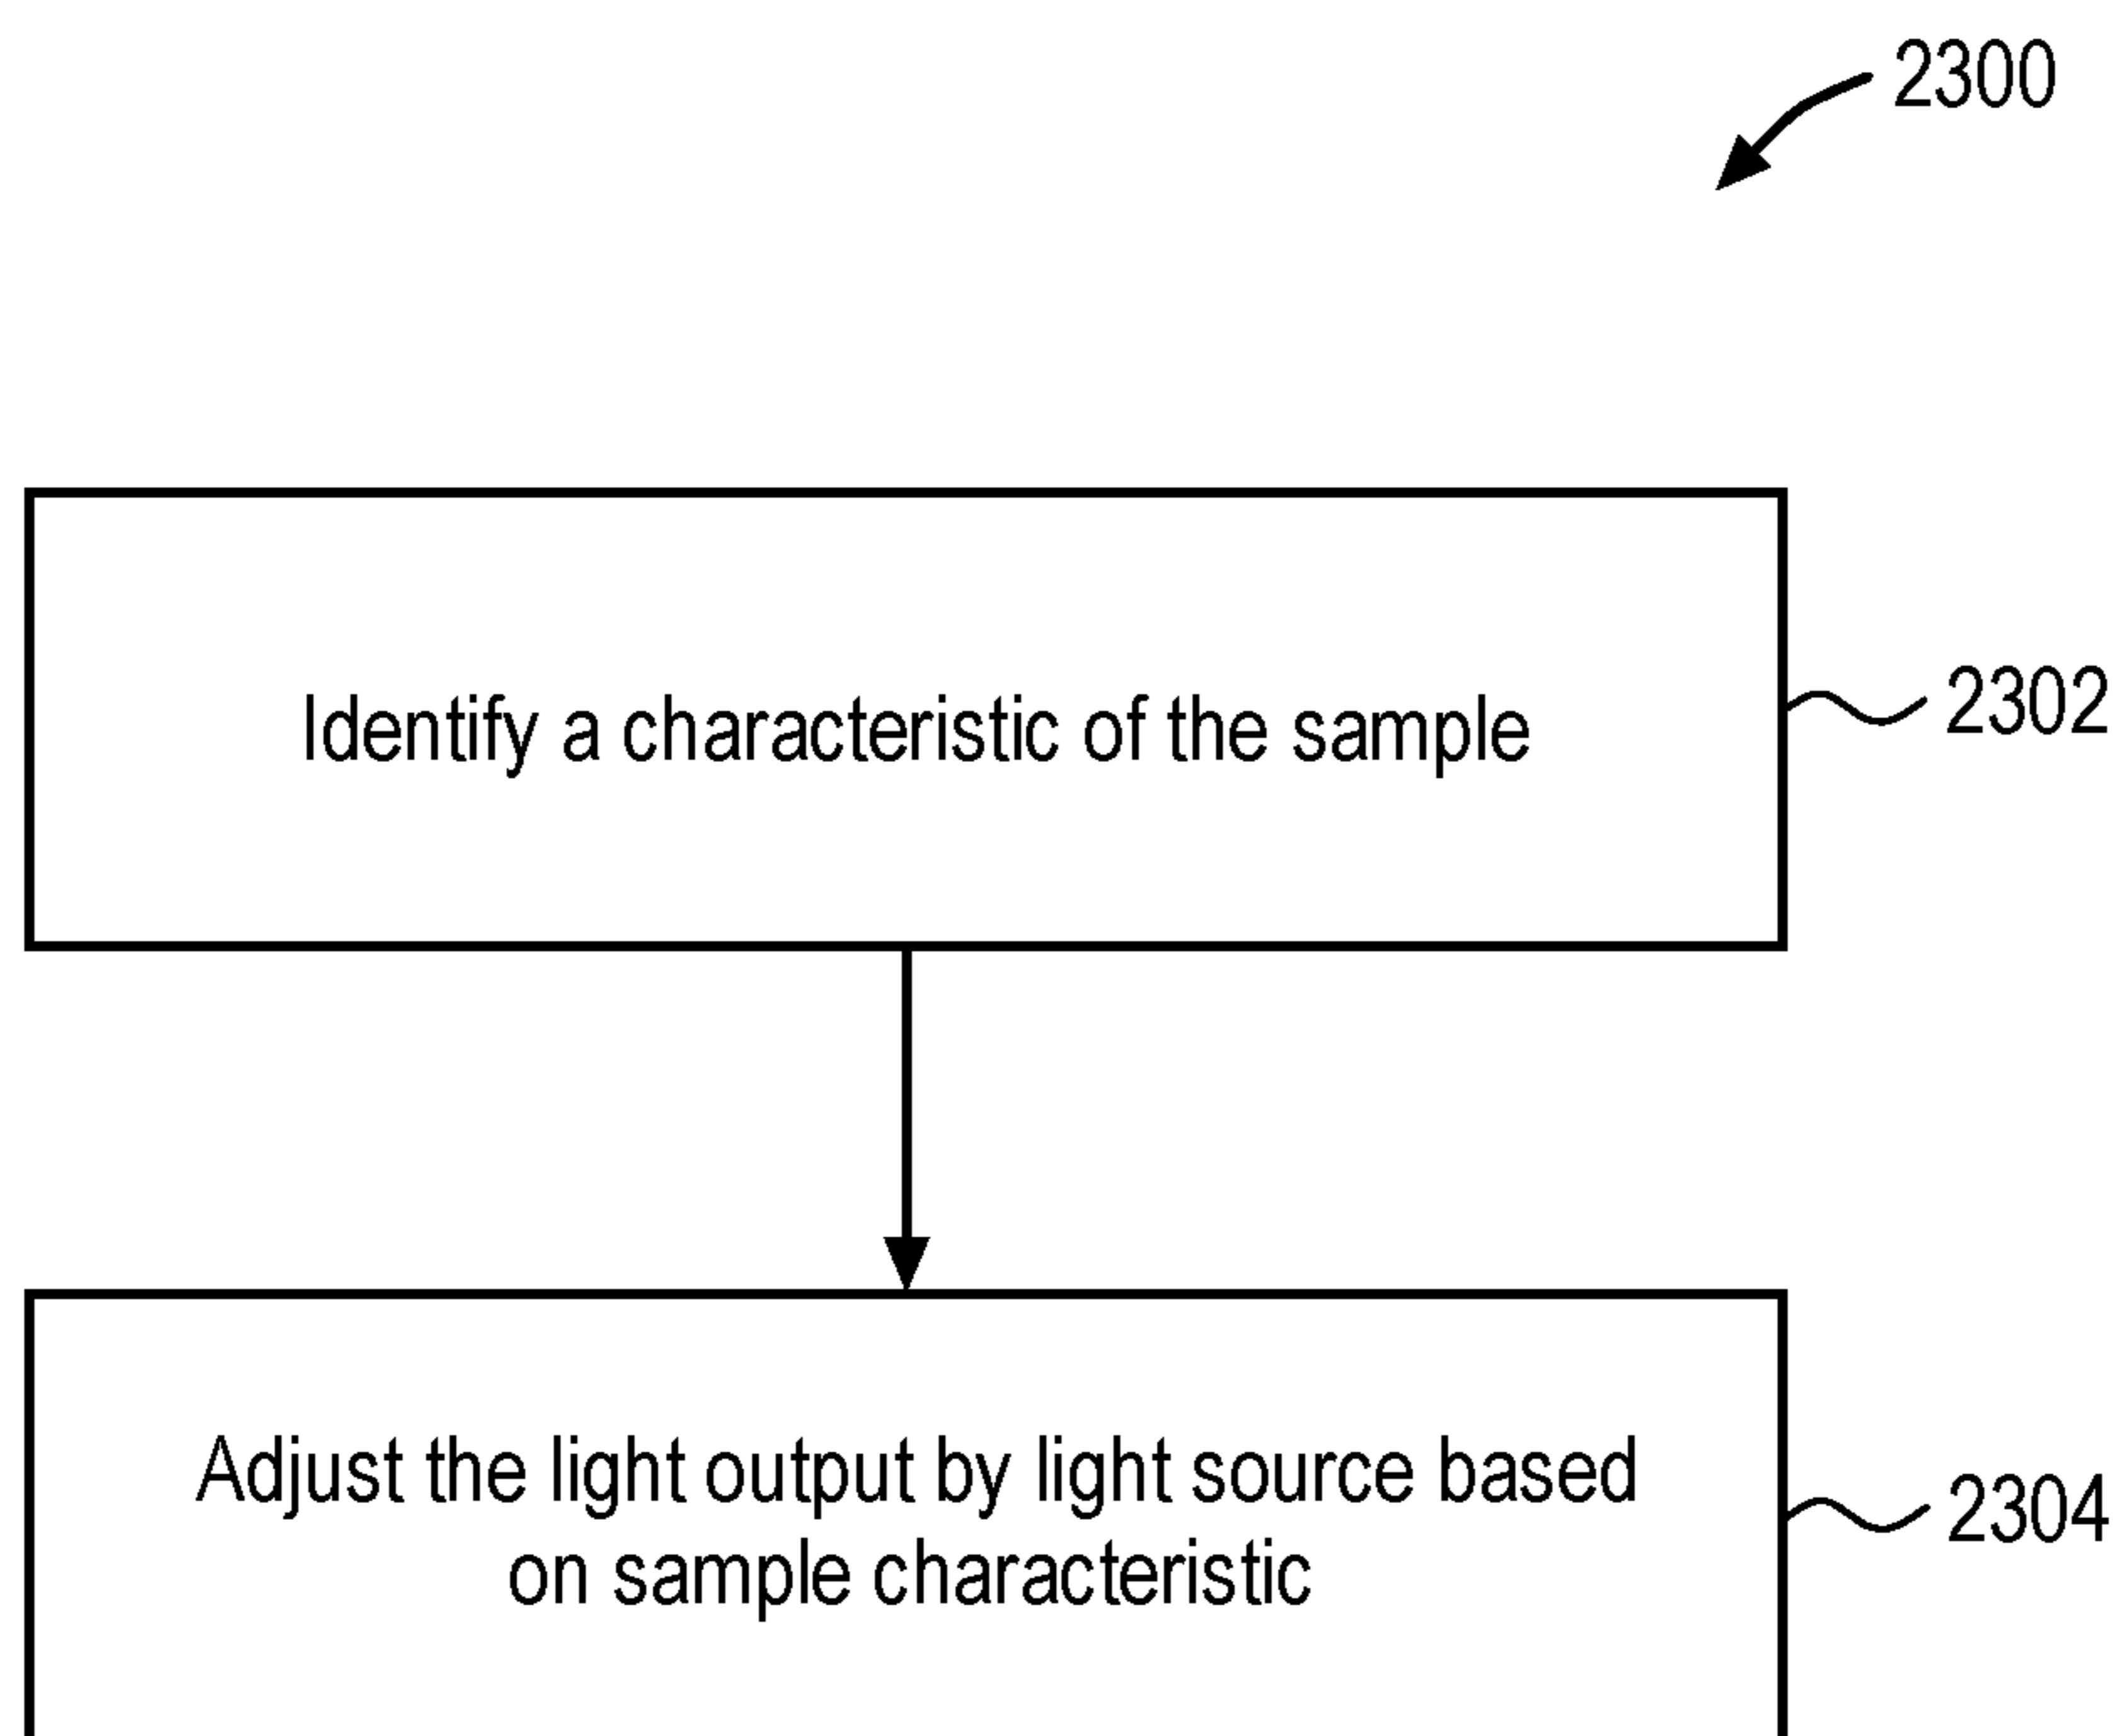 2300
Identify a characteristic of the sample
2302
Adjust the light output by light source based
on sample characteristic
2304